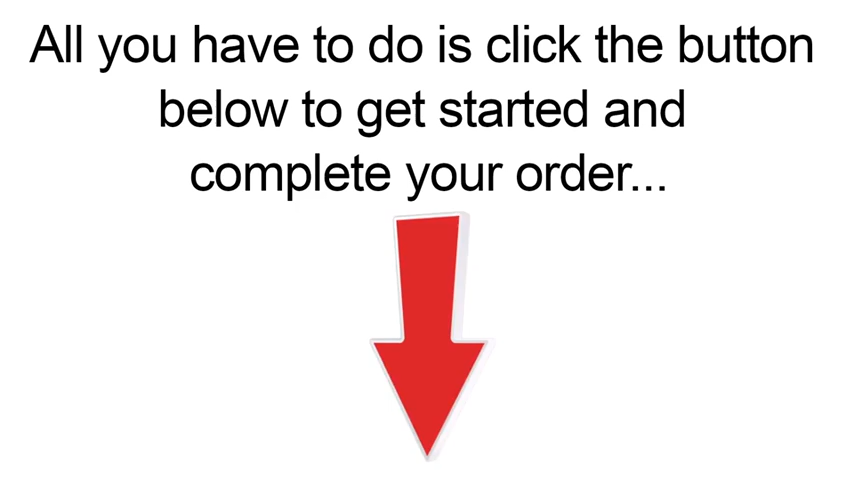 All you have to do is click the button
below to get started and
complete your order...